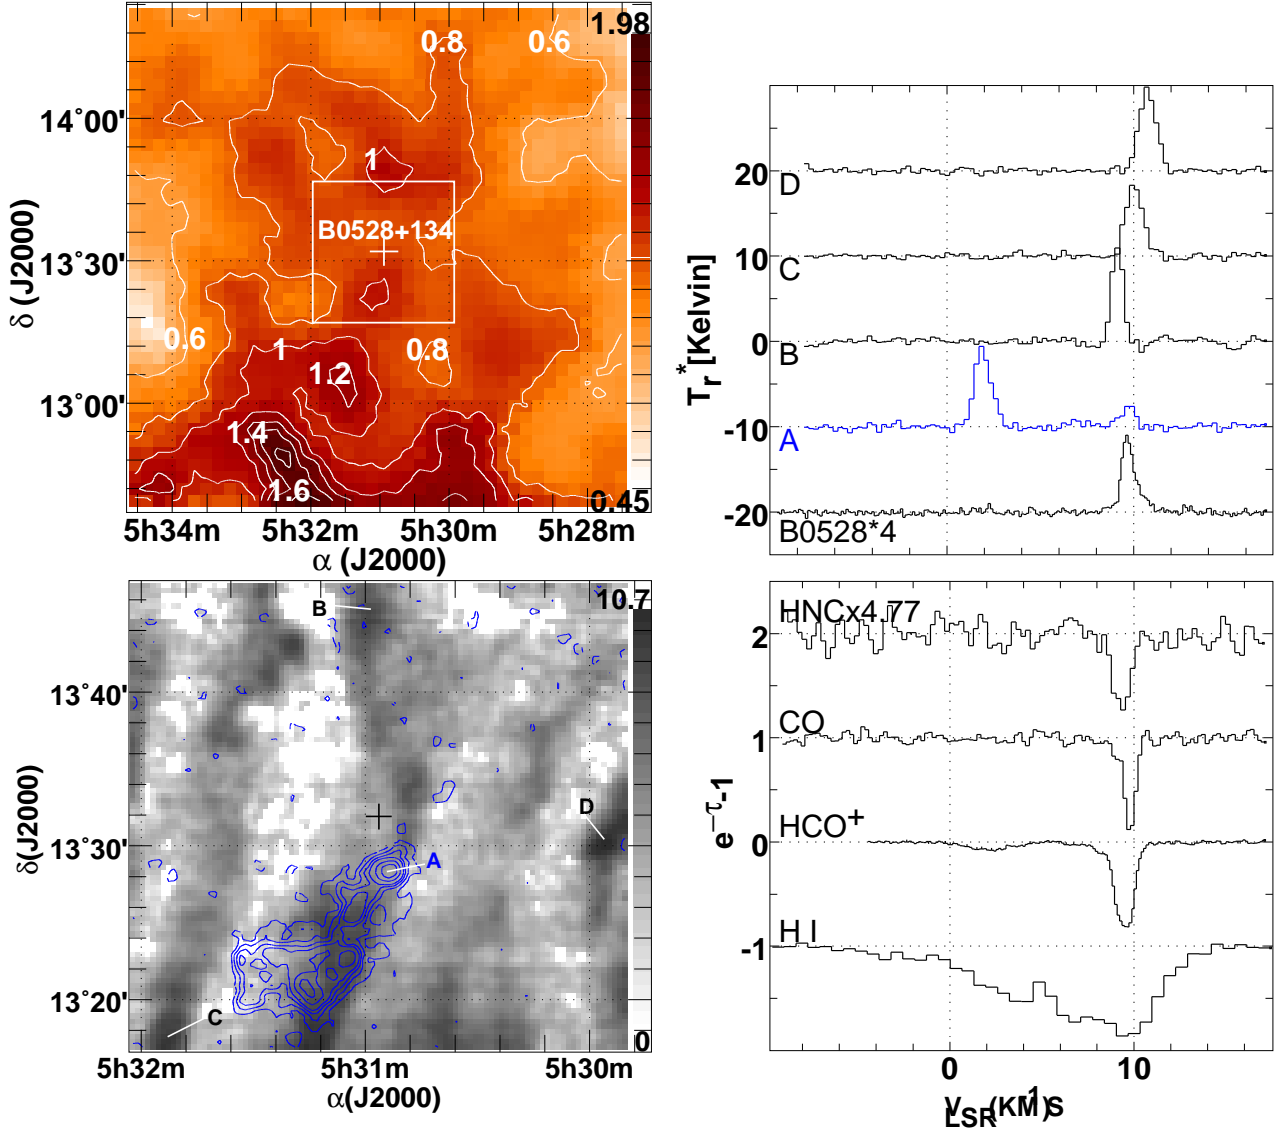 1.98
0.8
0.6
14°00'
1
B0528+134
13°30'
0.6
1
0.8
1.2
13°00'
1.4
1.6
0.45
5h34m
5h32m
5h30m
5h28m
α (J2000)
δ (J2000)
20
D
10
C
0
B
-10
A
-20
B0528*4
Tr*[Kelvin]
10.7
B
13°40'
D
13°30'
A
13°20'
C
0
5h32m
5h31m
5h30m
α(J2000)
δ(J2000)
HNCx4.77
2
CO
1
HCO+
0
H I
-1
e−τ-1
0
10
VLSR(KM S-1)